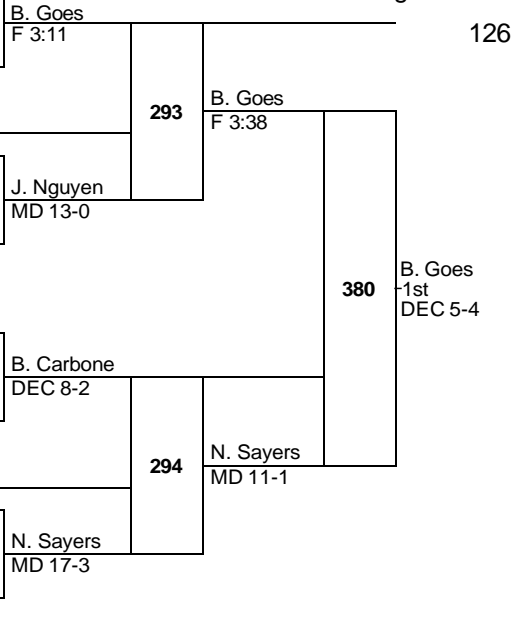 B. Goes
F 3:11
126
293
B. Goes
F 3:38
J. Nguyen
MD 13-0
380
B. Goes
1st
DEC 5-4
B. Carbone
DEC 8-2
294
N. Sayers
MD 11-1
N. Sayers
MD 17-3